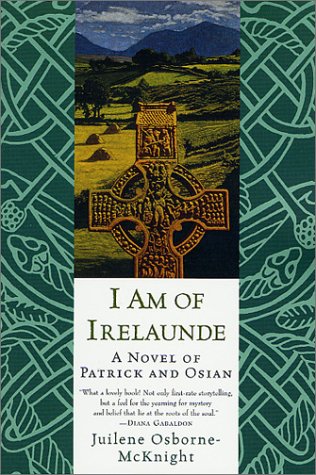 I AM OF
IRELAUNDE
A NOVEL OF
PATRICK AND OSIAN
"What a lovely book! Not only first-rate storytelling,
but a feel for the yearning for mystery
and belief that lie at the roots of the soul."
—DIANA GABALDON
Juilene Osborne-
McKnight